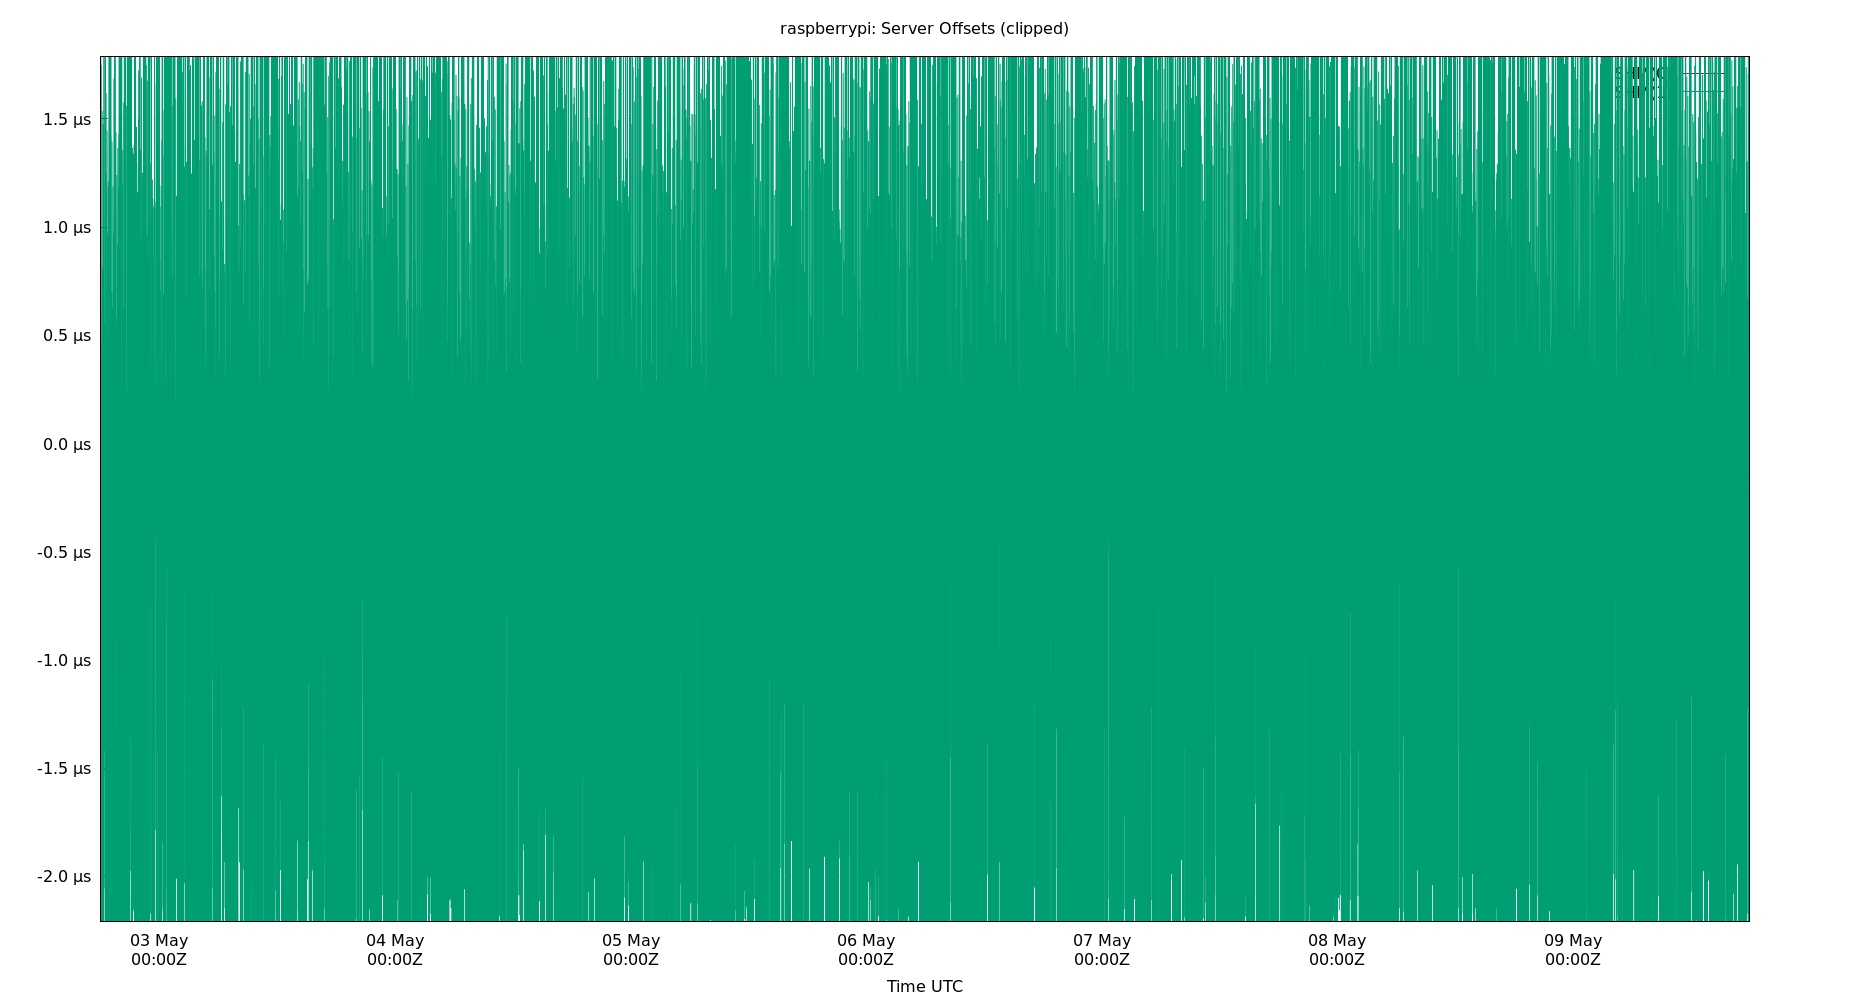 raspberrypi: Server Offsets (clipped)
1.5 µs
1.0 µs
0.5 µs
0.0 µs
-0.5 µs
-1.0 µs
-1.5 µs
-2.0 µs
03 May 04 May 05 May 06 May 07 May 08 May 09 May
00:00Z 00:00Z 00:00Z 00:00Z 00:00Z 00:00Z 00:00Z
Time UTC